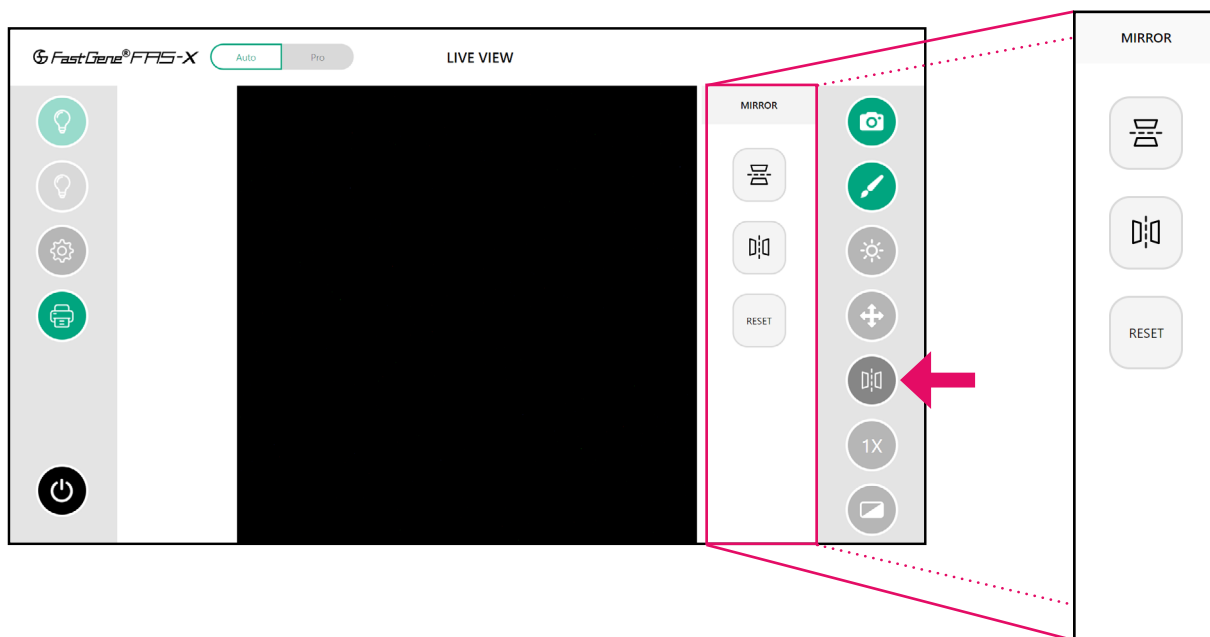 FastGene® FAS-X
Auto
Pro
LIVE VIEW
MIRROR
RESET
1X
MIRROR
RESET